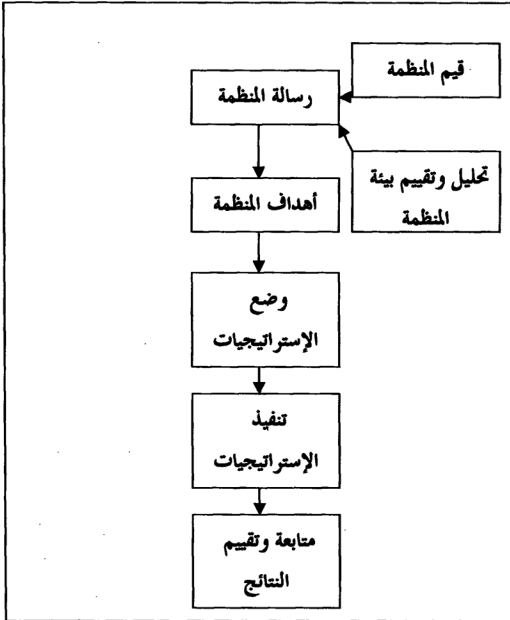 قيم المنظمة
رسالة المنظمة
تحليل وتقييم بيئة
المنظمة
أهداف المنظمة
وضع
الإستراتيجيات
تنفيذ
الإستراتيجيات
متابعة وتقييم
النتائج